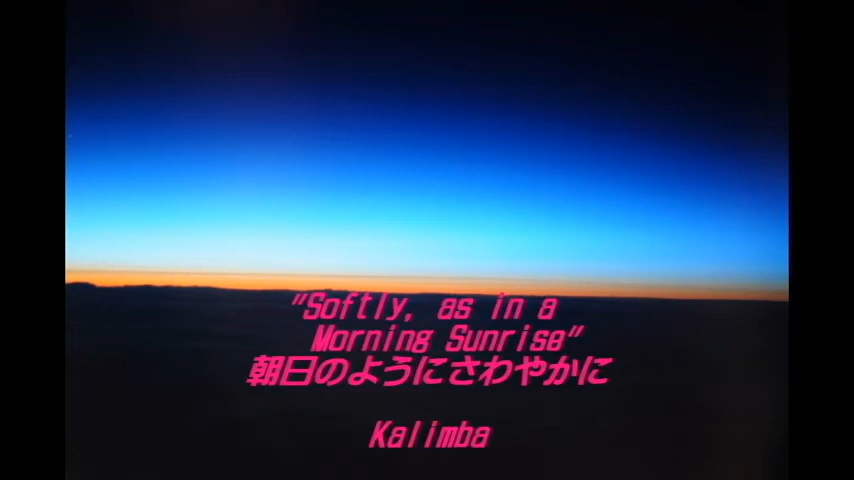 "Softly, as in a
Morning Sunrise"
朝日のようにさわやかに
Kalimba